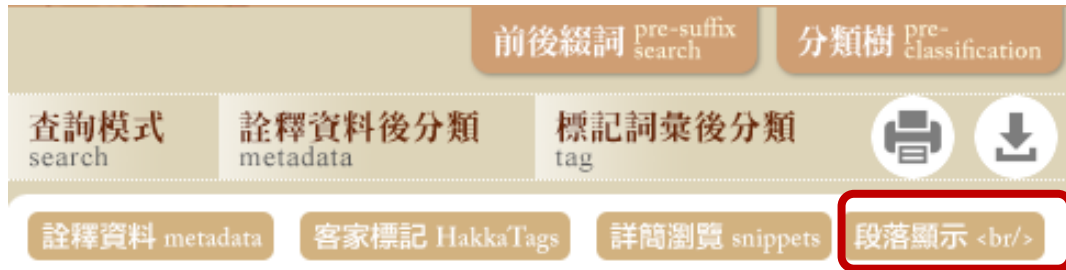 前後綴詞 pre-suffix search 分類樹 pre-classification
查詢模式 詮釋資料後分類 標記詞彙後分類
search metadata tag
詮釋資料 metadata 客家標記 HakkaTags 詳簡瀏覽 snippets 段落顯示 <br/>